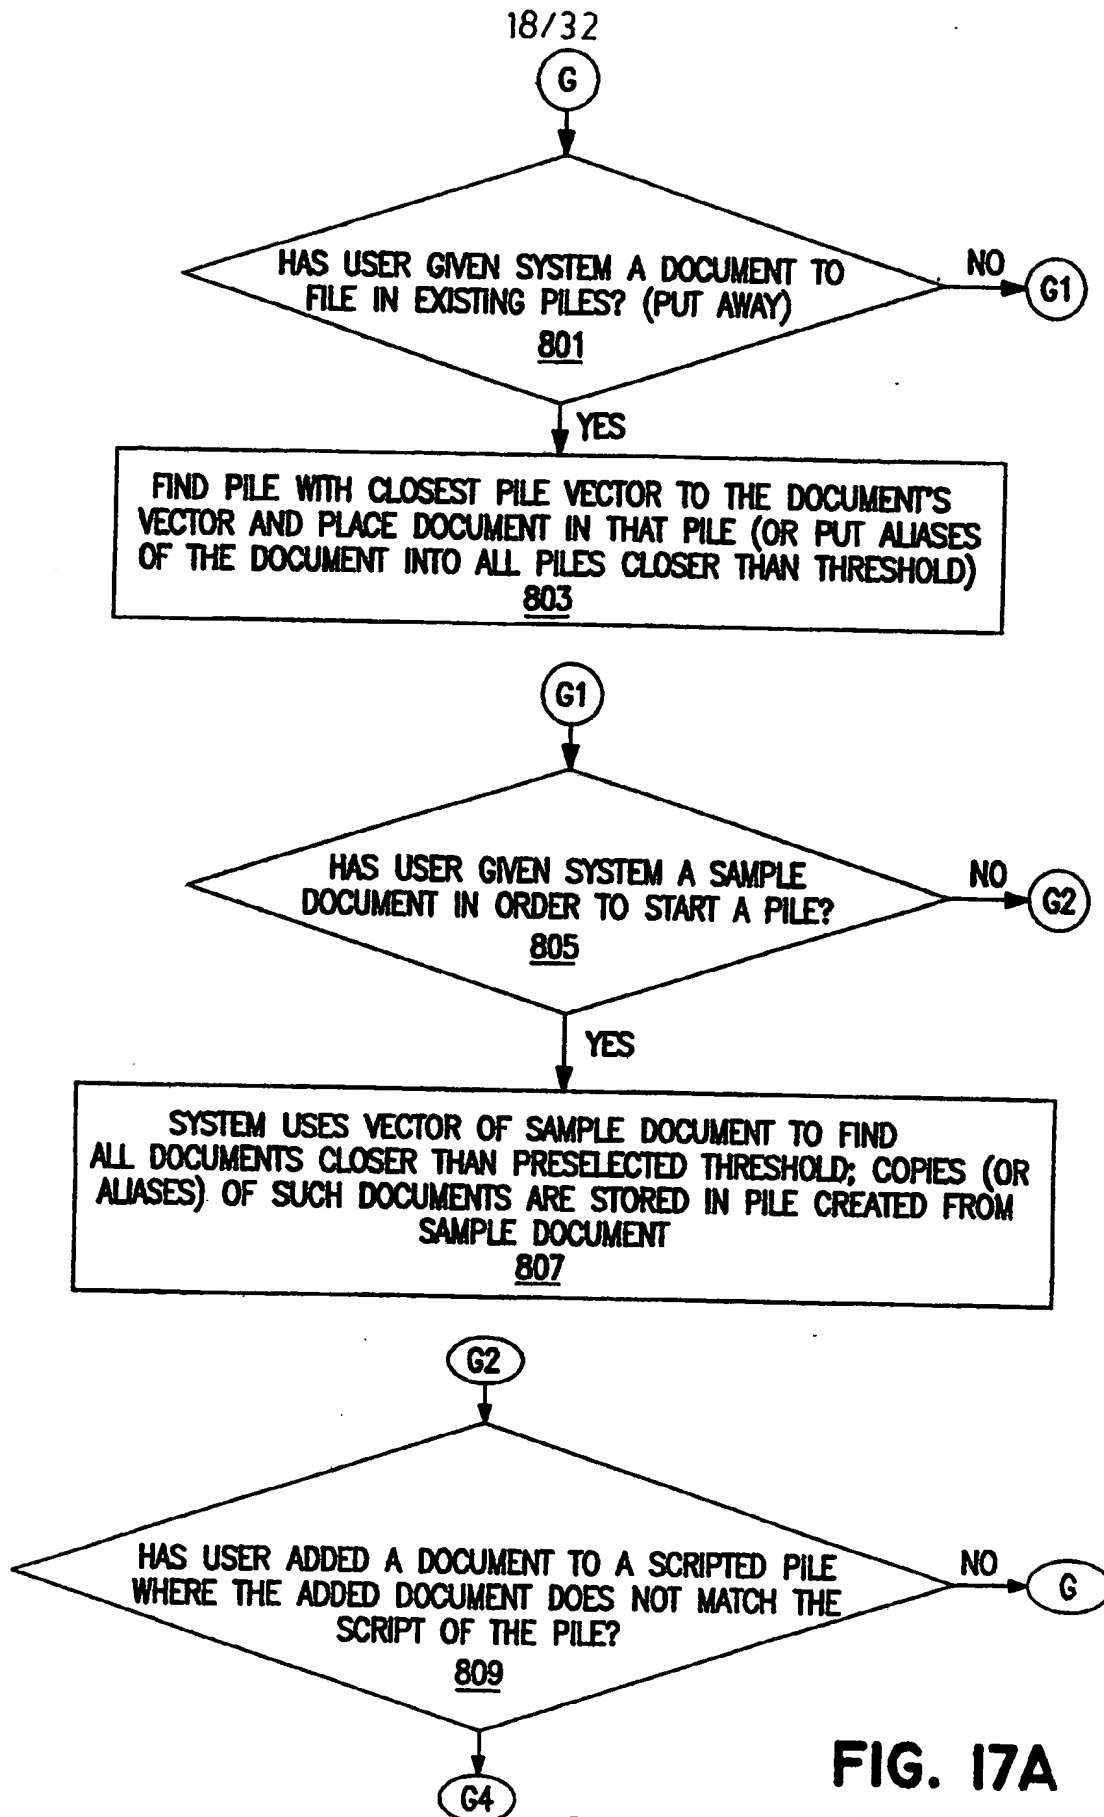 18/32
G
HAS USER GIVEN SYSTEM A DOCUMENT TO
FILE IN EXISTING PILES? (PUT AWAY)
801
NO
G1
YES
FIND PILE WITH CLOSEST PILE VECTOR TO THE DOCUMENT'S
VECTOR AND PLACE DOCUMENT IN THAT PILE (OR PUT ALIASES
OF THE DOCUMENT INTO ALL PILES CLOSER THAN THRESHOLD)
803
G1
HAS USER GIVEN SYSTEM A SAMPLE
DOCUMENT IN ORDER TO START A PILE?
805
NO
G2
YES
SYSTEM USES VECTOR OF SAMPLE DOCUMENT TO FIND
ALL DOCUMENTS CLOSER THAN PRESELECTED THRESHOLD; COPIES (OR
ALIASES) OF SUCH DOCUMENTS ARE STORED IN PILE CREATED FROM
SAMPLE DOCUMENT
807
G2
HAS USER ADDED A DOCUMENT TO A SCRIPTED PILE
WHERE THE ADDED DOCUMENT DOES NOT MATCH THE
SCRIPT OF THE PILE?
809
NO
G
G4
FIG. 17A